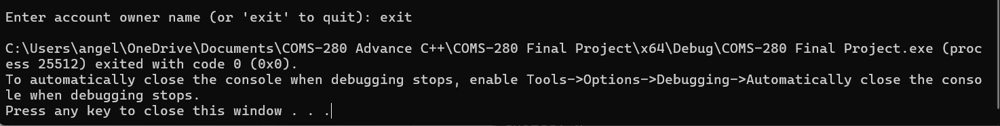 Enter account owner name (or 'exit' to quit): exit
C:\Users\angel\OneDrive\Documents\COMS-280 Advance C++\COMS-280 Final Project\x64\Debug\COMS-280 Final Project.exe (proc
ess 25512) exited with code 0 (0x0).
To automatically close the console when debugging stops, enable Tools->Options->Debugging->Automatically close the conso
le when debugging stops.
Press any key to close this window . . .